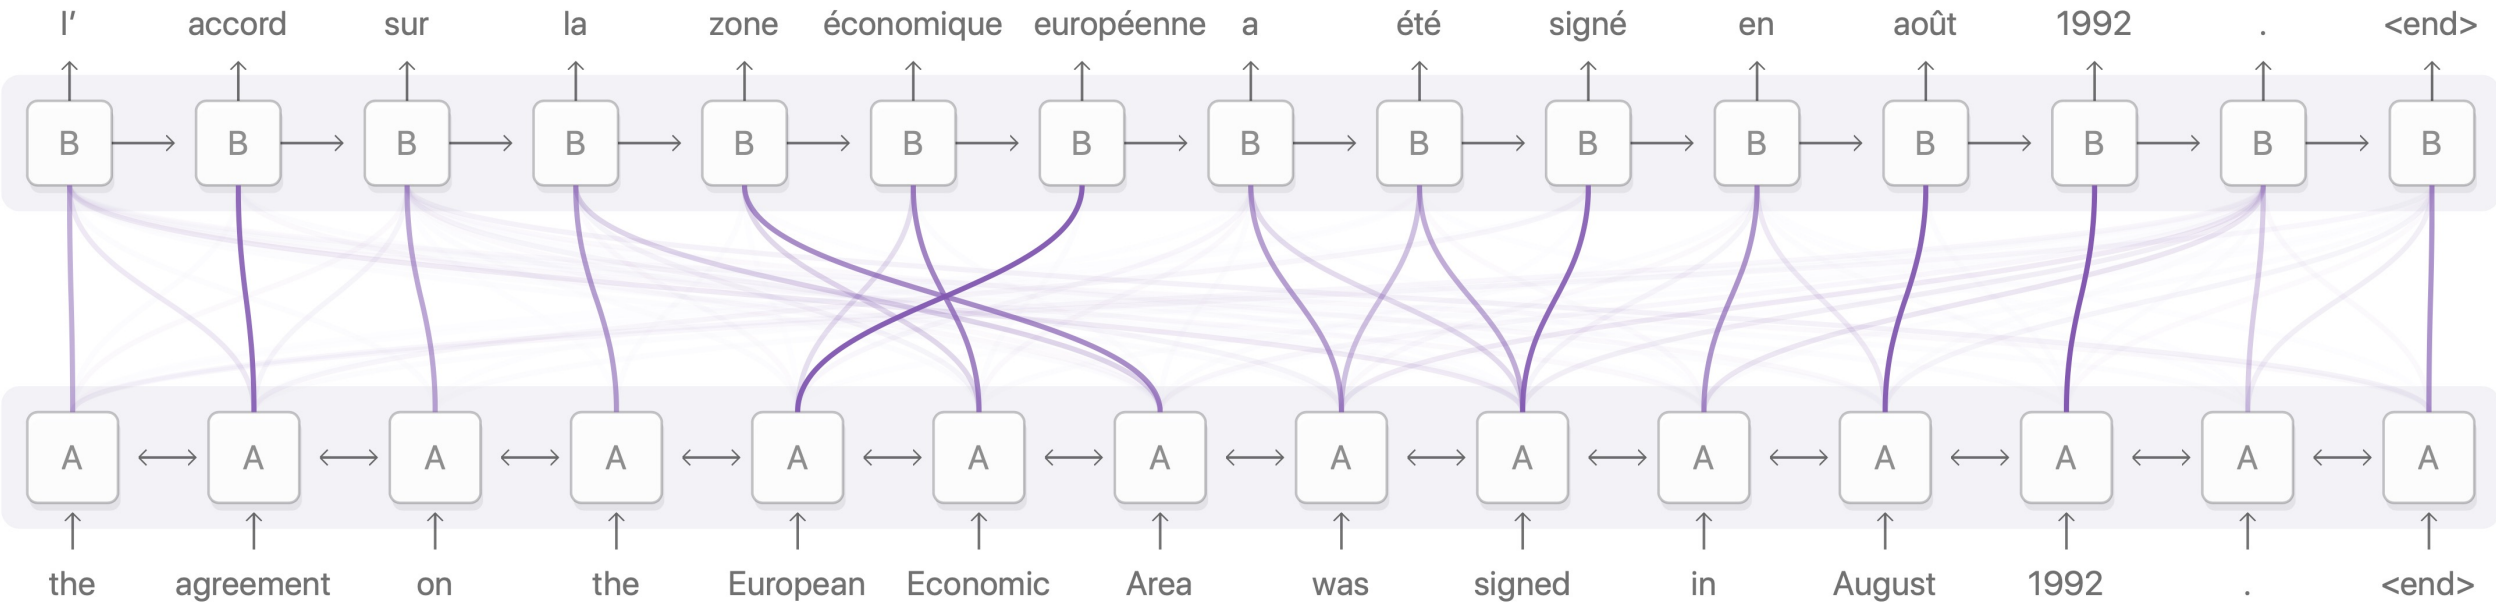 l’ accord sur la zone économique européenne a été signé en août 1992 . <end>
B B B B B B B B B B B B B B B
A A A A A A A A A A A A A A
the agreement on the European Economic Area was signed in August 1992 . <end>